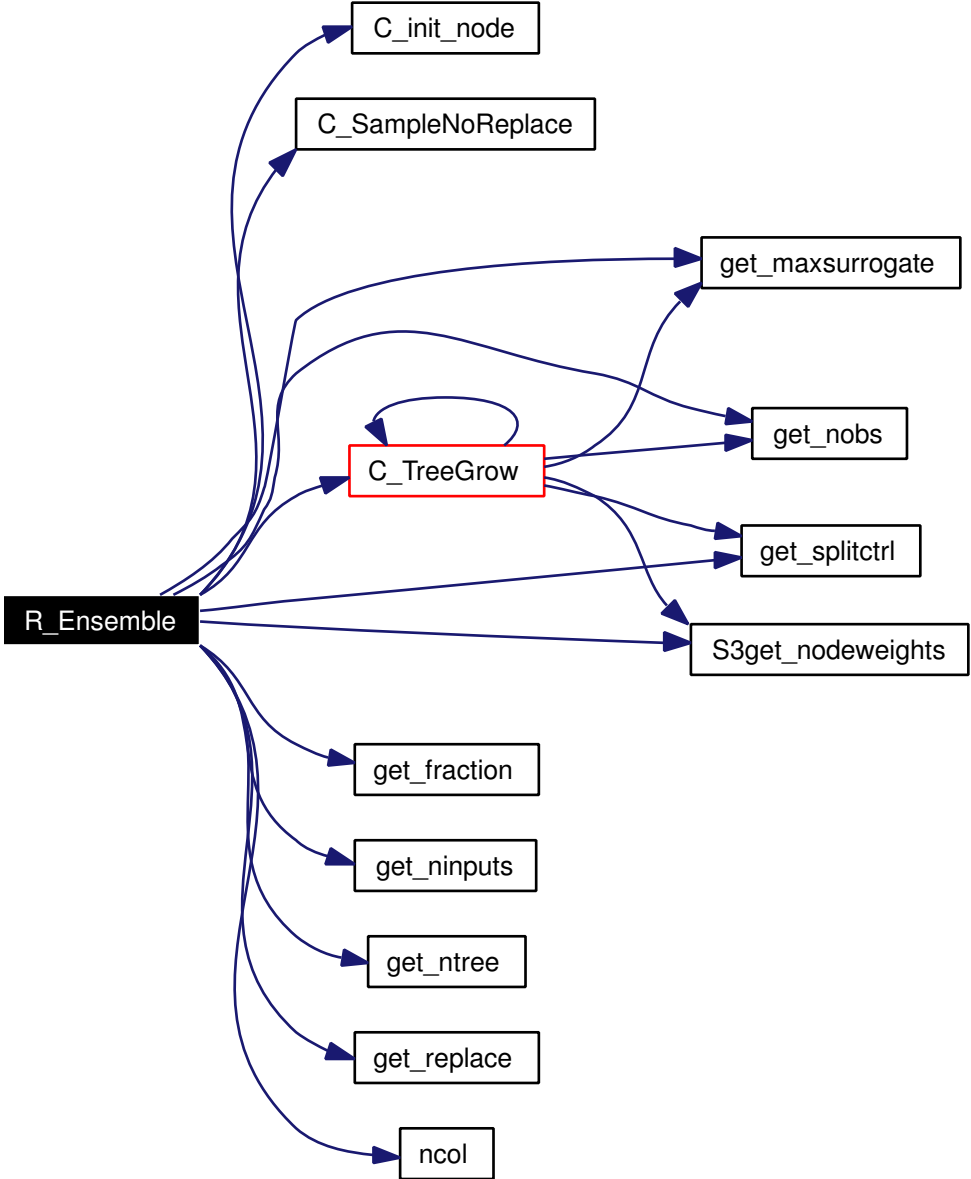 C_init_node
C_SampleNoReplace
get_maxsurrogate
get_nobs
C_TreeGrow
get_splitctrl
R_Ensemble
S3get_nodeweights
get_fraction
get_ninputs
get_ntree
get_replace
ncol